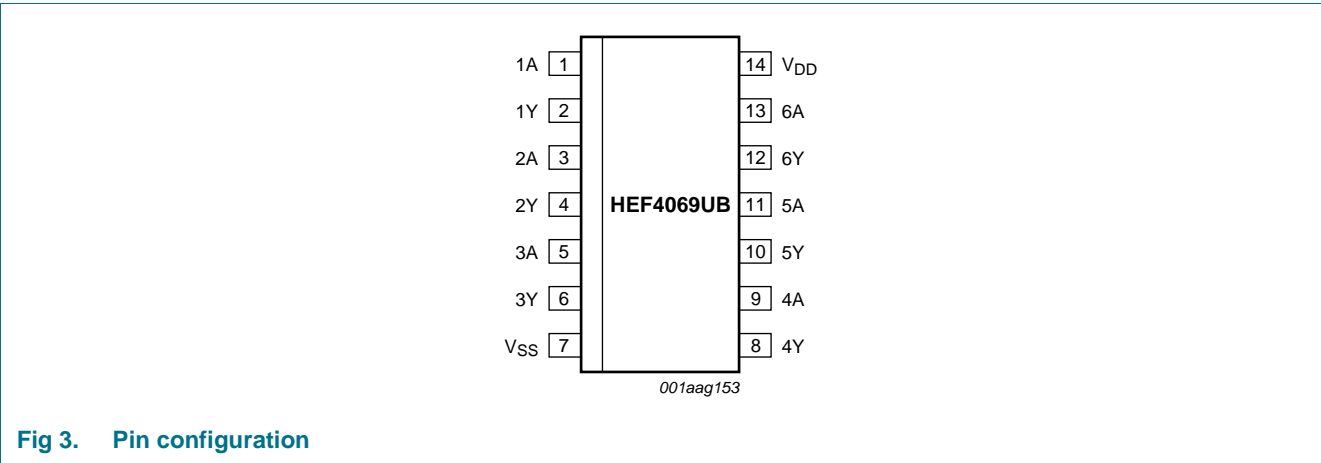 1A 1 14 VDD
1Y 2 13 6A
2A 3 12 6Y
2Y 4 HEF4069UB 11 5A
3A 5 10 5Y
3Y 6 9 4A
VSS 7 8 4Y
001aag153
Fig 3. Pin configuration